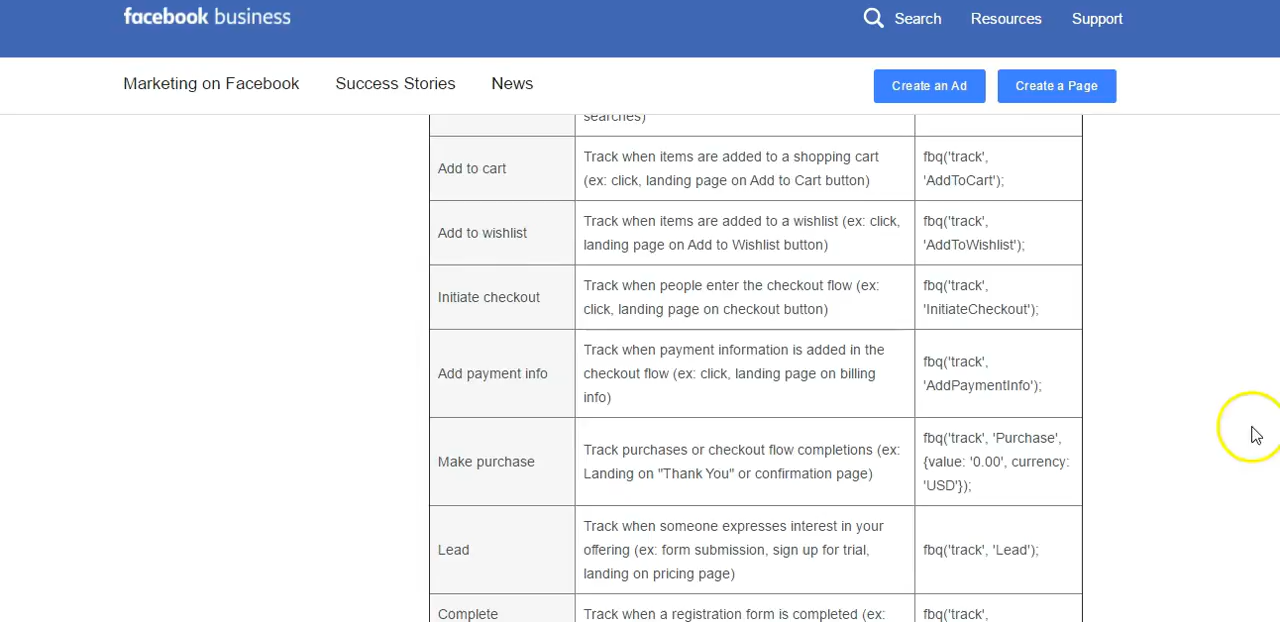 facebook business
Search
Resources
Support
Marketing on Facebook
Success Stories
News
Create an Ad
Create a Page
searches)
Add to cart
Track when items are added to a shopping cart
(ex: click, landing page on Add to Cart button)
fbq('track',
'AddToCart');
Add to wishlist
Track when items are added to a wishlist (ex: click,
landing page on Add to Wishlist button)
fbq('track',
'AddToWishlist');
Initiate checkout
Track when people enter the checkout flow (ex:
click, landing page on checkout button)
fbq('track',
'InitiateCheckout');
Add payment info
Track when payment information is added in the
checkout flow (ex: click, landing page on billing
info)
fbq('track',
'AddPaymentInfo');
Make purchase
Track purchases or checkout flow completions (ex:
Landing on "Thank You" or confirmation page)
fbq('track', 'Purchase',
{value: '0.00', currency:
'USD'});
Lead
Track when someone expresses interest in your
offering (ex: form submission, sign up for trial,
landing on pricing page)
fbq('track', 'Lead');
Complete
Track when a registration form is completed (ex:
fbq('track',